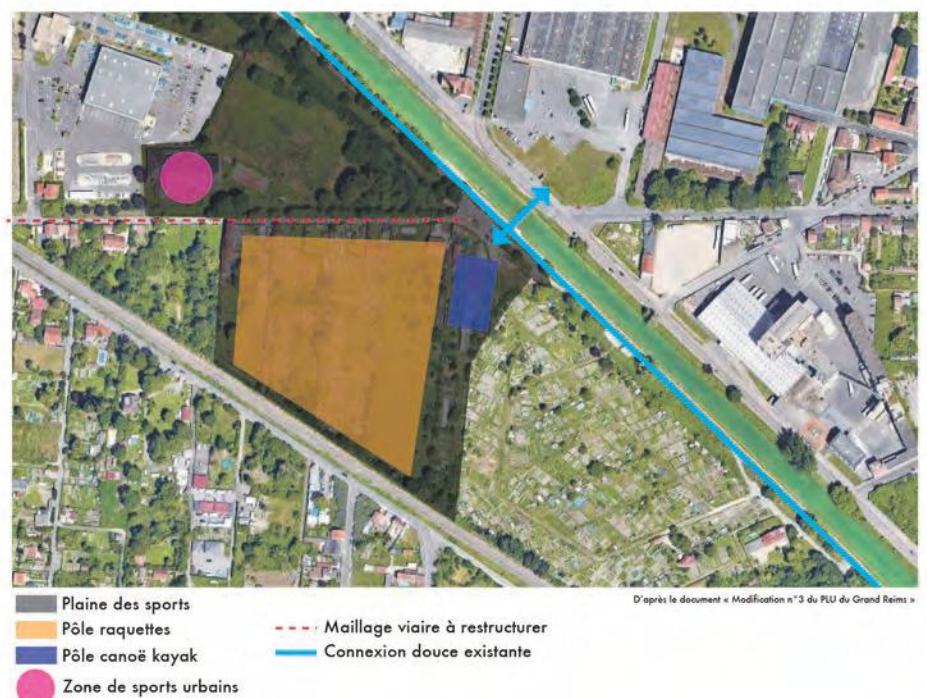 D'après le document « Modification n°3 du PLU du Grand Reims »
Plaine des sports
Pôle raquettes
Pôle canoë kayak
Zone de sports urbains
Maillage viaire à restructurer
Connexion douce existante